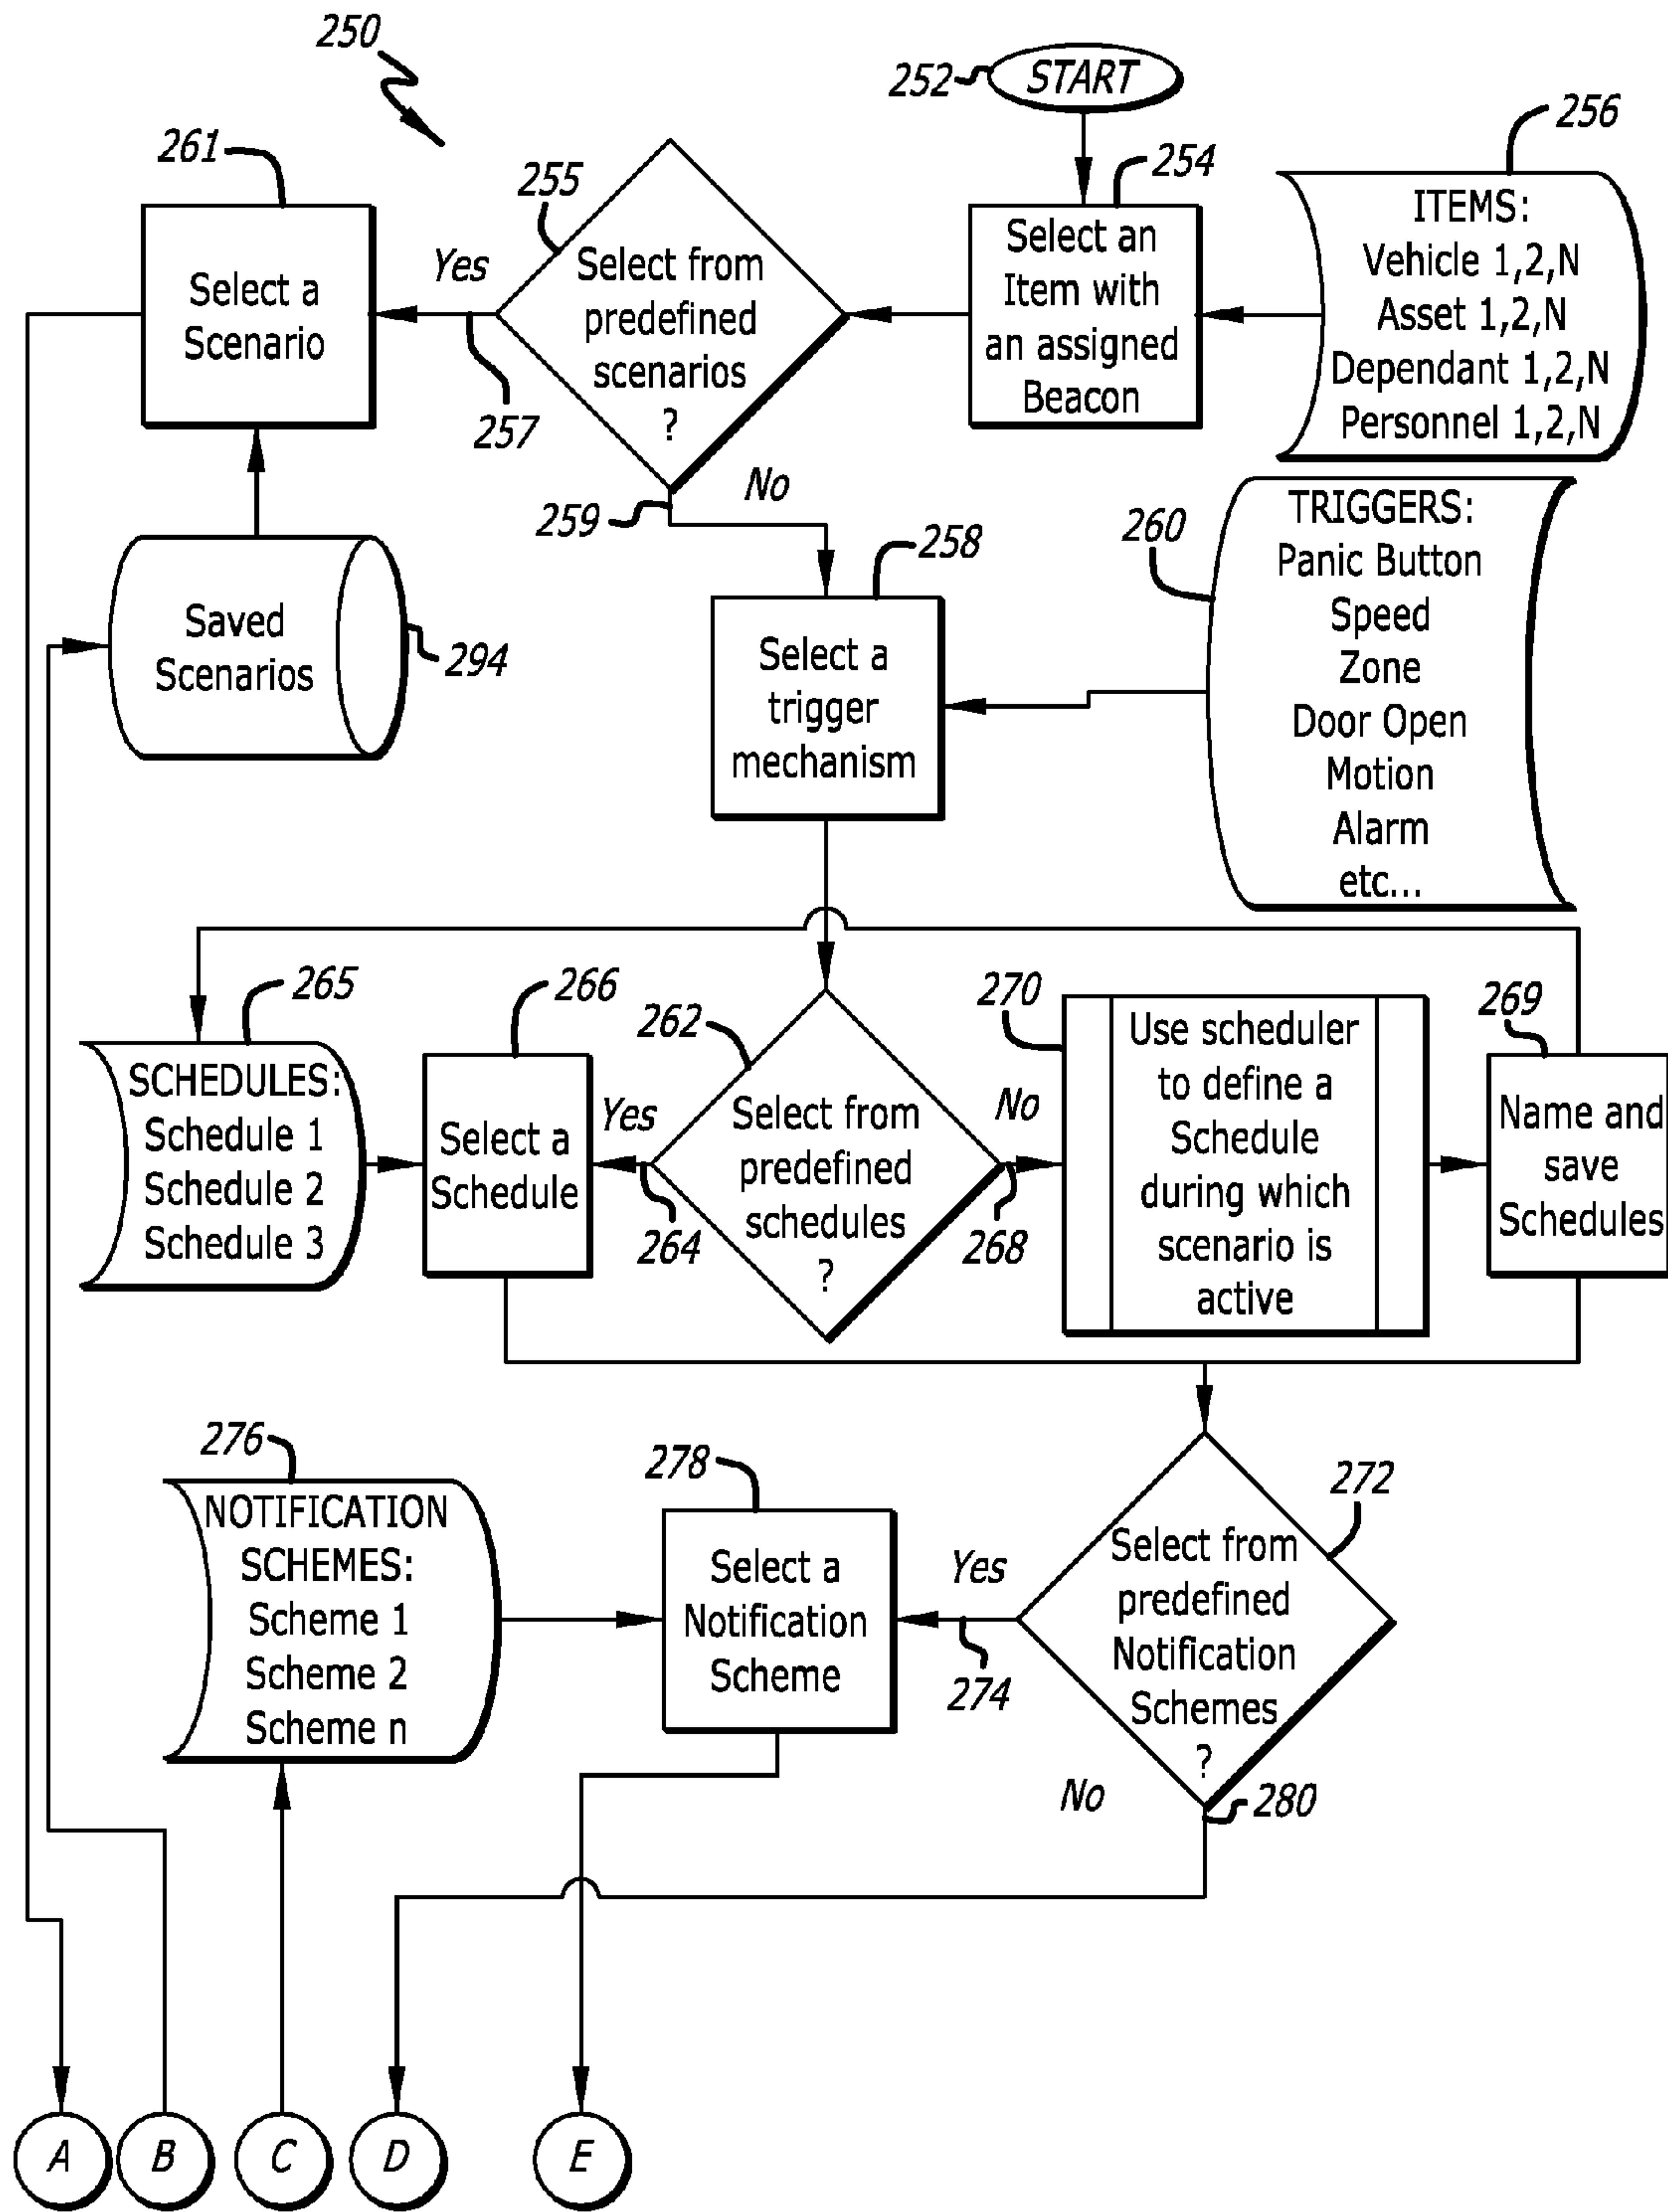 250
252
START
256
261
255
254
ITEMS:
Vehicle 1,2,N
Asset 1,2,N
Dependant 1,2,N
Personnel 1,2,N
Select an
Item with
an assigned
Beacon
Select from
predefined
scenarios
?
Yes
257
Select a
Scenario
No
259
258
260
TRIGGERS:
Panic Button
Speed
Zone
Door Open
Motion
Alarm
etc...
Saved
Scenarios
294
Select a
trigger
mechanism
265
266
262
270
269
SCHEDULES:
Schedule 1
Schedule 2
Schedule 3
Select a
Schedule
Yes
264
Select from
predefined
schedules
?
No
268
Use scheduler
to define a
Schedule
during which
scenario is
active
Name and
save
Schedules
276
278
272
NOTIFICATION
SCHEMES:
Scheme 1
Scheme 2
Scheme n
Select a
Notification
Scheme
Yes
274
Select from
predefined
Notification
Schemes
?
No
280
A
B
C
D
E